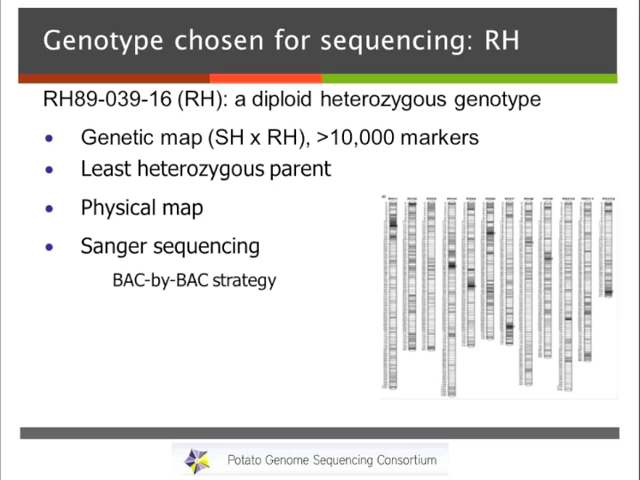 Genotype chosen for sequencing: RH
RH89-039-16 (RH): a diploid heterozygous genotype
• Genetic map (SH x RH), >10,000 markers
• Least heterozygous parent
• Physical map
• Sanger sequencing
BAC-by-BAC strategy
Potato Genome Sequencing Consortium